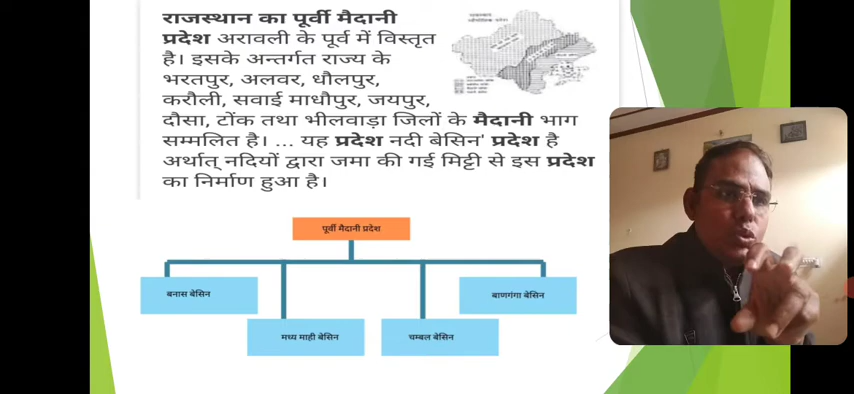 राजस्थान का पूर्वी मैदानी
प्रदेश अरावली के पूर्व में विस्तृत
है। इसके अन्तर्गत राज्य के
भरतपुर, अलवर, धौलपुर,
करौली, सवाई माधौपुर, जयपुर,
दौसा, टोंक तथा भीलवाड़ा जिलों के मैदानी भाग
सम्मलित है। ... यह प्रदेश नदी बेसिन' प्रदेश है
अर्थात् नदियों द्वारा जमा की गई मिट्टी से इस प्रदेश
का निर्माण हुआ है।
पूर्वी मैदानी प्रदेश
बनास बेसिन
मध्य माही बेसिन
चम्बल बेसिन
बाणगंगा बेसिन